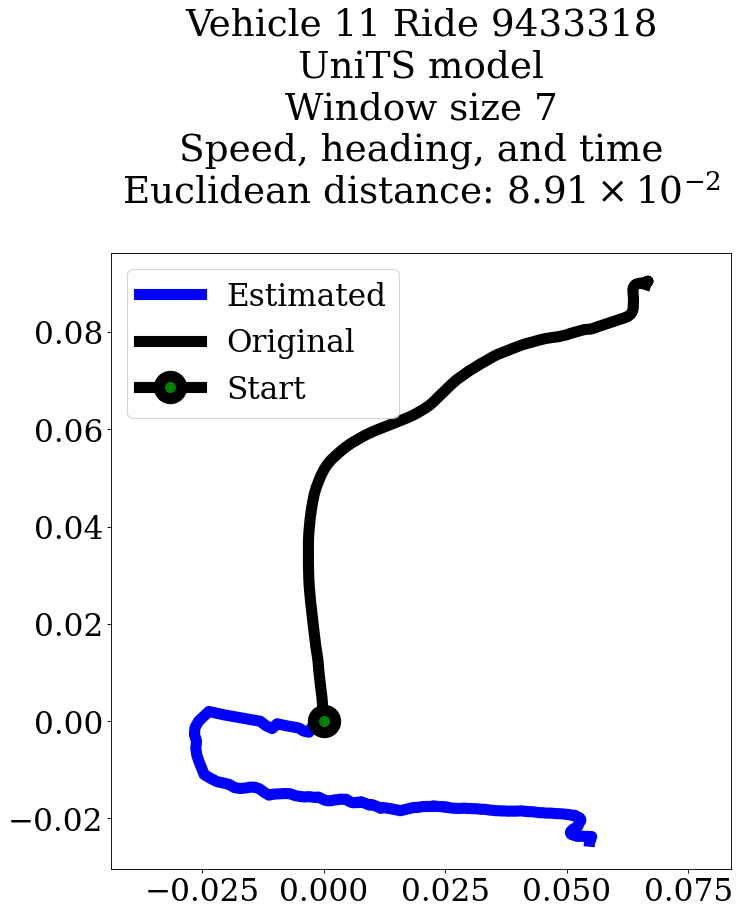 Vehicle 11 Ride 9433318
UniTS model
Window size 7
Speed, heading, and time
Euclidean distance: 8.91 × 10⁻²
Estimated
Original
Start
0.08
0.06
0.04
0.02
0.00
−0.02
−0.025 0.000 0.025 0.050 0.075